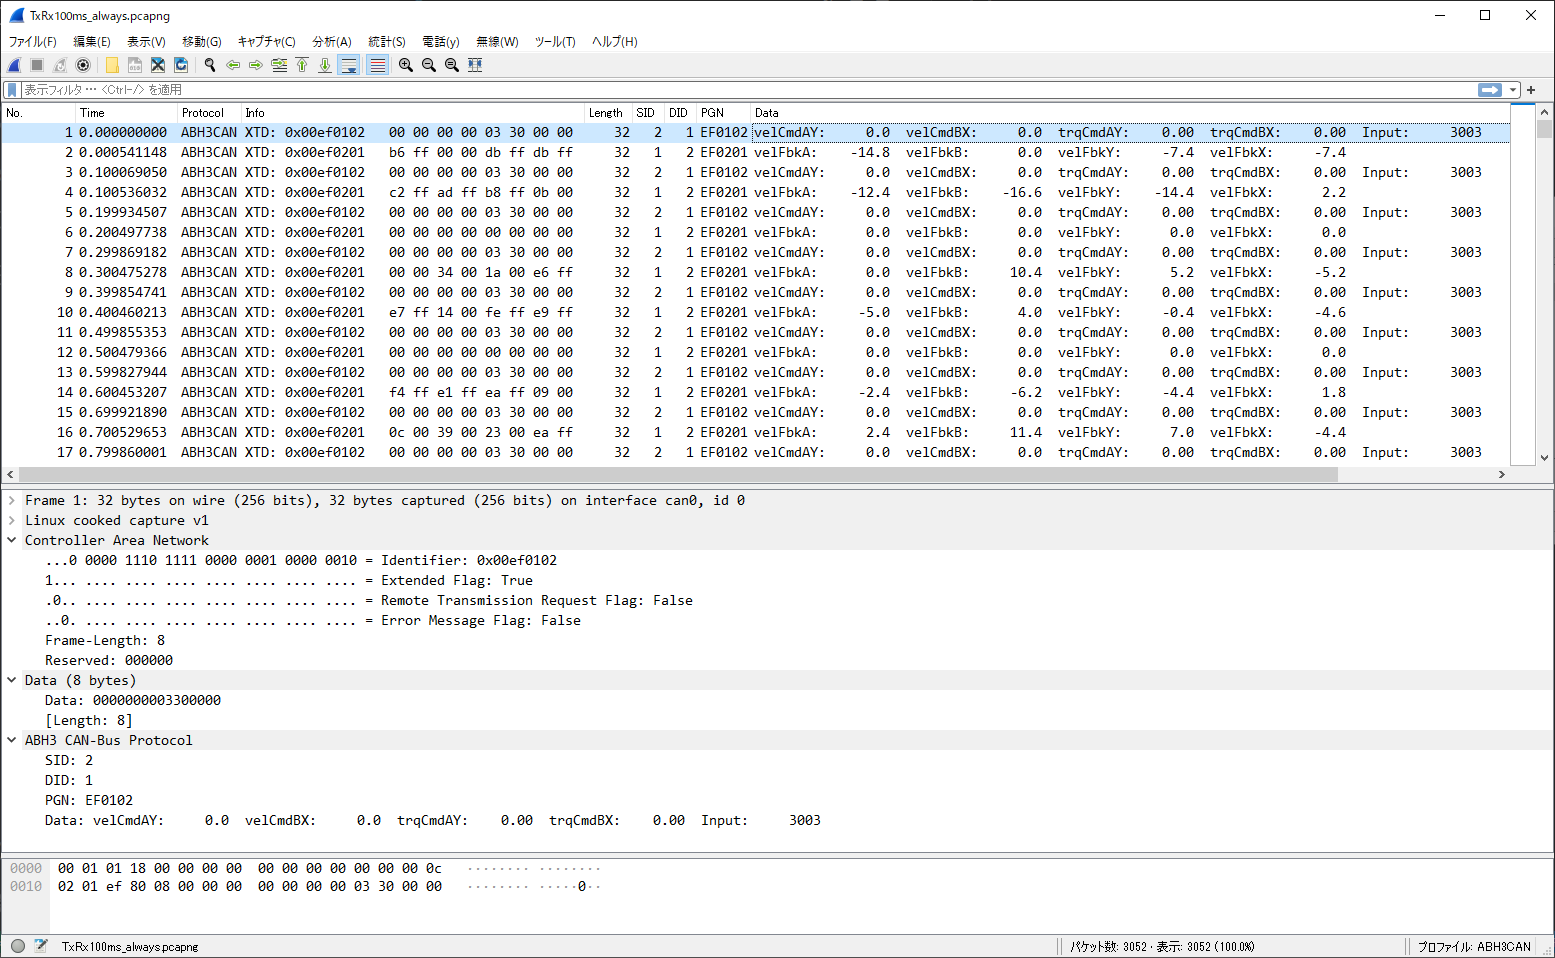 TxRx100ms_always.pcapng
ファイル(F) 編集(E) 表示(V) 移動(G) キャプチャ(C) 分析(A) 統計(S) 電話(y) 無線(W) ツール(T) ヘルプ(H)
表示フィルタ … <Ctrl-/> を適用
No. Time Protocol Info Length SID DID PGN Data
1 0.000000000 ABH3CAN XTD: 0x00ef0102 00 00 00 00 03 30 00 00 32 2 1 EF0102 velCmdAY: 0.0 velCmdBX: 0.0 trqCmdAY: 0.00 trqCmdBX: 0.00 Input: 3003
2 0.000541148 ABH3CAN XTD: 0x00ef0201 b6 ff 00 00 db ff db ff 32 1 2 EF0201 velFbkA: -14.8 velFbkB: 0.0 velFbkY: -7.4 velFbkX: -7.4
3 0.100069050 ABH3CAN XTD: 0x00ef0102 00 00 00 00 03 30 00 00 32 2 1 EF0102 velCmdAY: 0.0 velCmdBX: 0.0 trqCmdAY: 0.00 trqCmdBX: 0.00 Input: 3003
4 0.100536032 ABH3CAN XTD: 0x00ef0201 c2 ff ad ff b8 ff 0b 00 32 1 2 EF0201 velFbkA: -12.4 velFbkB: -16.6 velFbkY: -14.4 velFbkX: 2.2
5 0.199934507 ABH3CAN XTD: 0x00ef0102 00 00 00 00 03 30 00 00 32 2 1 EF0102 velCmdAY: 0.0 velCmdBX: 0.0 trqCmdAY: 0.00 trqCmdBX: 0.00 Input: 3003
6 0.200497738 ABH3CAN XTD: 0x00ef0201 00 00 00 00 00 00 00 00 32 1 2 EF0201 velFbkA: 0.0 velFbkB: 0.0 velFbkY: 0.0 velFbkX: 0.0
7 0.299869182 ABH3CAN XTD: 0x00ef0102 00 00 00 00 03 30 00 00 32 2 1 EF0102 velCmdAY: 0.0 velCmdBX: 0.0 trqCmdAY: 0.00 trqCmdBX: 0.00 Input: 3003
8 0.300475278 ABH3CAN XTD: 0x00ef0201 00 00 34 00 1a 00 e6 ff 32 1 2 EF0201 velFbkA: 0.0 velFbkB: 10.4 velFbkY: 5.2 velFbkX: -5.2
9 0.399854741 ABH3CAN XTD: 0x00ef0102 00 00 00 00 03 30 00 00 32 2 1 EF0102 velCmdAY: 0.0 velCmdBX: 0.0 trqCmdAY: 0.00 trqCmdBX: 0.00 Input: 3003
10 0.400460213 ABH3CAN XTD: 0x00ef0201 e7 ff 14 00 fe ff e9 ff 32 1 2 EF0201 velFbkA: -5.0 velFbkB: 4.0 velFbkY: -0.4 velFbkX: -4.6
11 0.499855353 ABH3CAN XTD: 0x00ef0102 00 00 00 00 03 30 00 00 32 2 1 EF0102 velCmdAY: 0.0 velCmdBX: 0.0 trqCmdAY: 0.00 trqCmdBX: 0.00 Input: 3003
12 0.500479366 ABH3CAN XTD: 0x00ef0201 00 00 00 00 00 00 00 00 32 1 2 EF0201 velFbkA: 0.0 velFbkB: 0.0 velFbkY: 0.0 velFbkX: 0.0
13 0.599827944 ABH3CAN XTD: 0x00ef0102 00 00 00 00 03 30 00 00 32 2 1 EF0102 velCmdAY: 0.0 velCmdBX: 0.0 trqCmdAY: 0.00 trqCmdBX: 0.00 Input: 3003
14 0.600453207 ABH3CAN XTD: 0x00ef0201 f4 ff e1 ff ea ff 09 00 32 1 2 EF0201 velFbkA: -2.4 velFbkB: -6.2 velFbkY: -4.4 velFbkX: 1.8
15 0.699921890 ABH3CAN XTD: 0x00ef0102 00 00 00 00 03 30 00 00 32 2 1 EF0102 velCmdAY: 0.0 velCmdBX: 0.0 trqCmdAY: 0.00 trqCmdBX: 0.00 Input: 3003
16 0.700529653 ABH3CAN XTD: 0x00ef0201 0c 00 39 00 23 00 ea ff 32 1 2 EF0201 velFbkA: 2.4 velFbkB: 11.4 velFbkY: 7.0 velFbkX: -4.4
17 0.799860001 ABH3CAN XTD: 0x00ef0102 00 00 00 00 03 30 00 00 32 2 1 EF0102 velCmdAY: 0.0 velCmdBX: 0.0 trqCmdAY: 0.00 trqCmdBX: 0.00 Input: 3003
Frame 1: 32 bytes on wire (256 bits), 32 bytes captured (256 bits) on interface can0, id 0
Linux cooked capture v1
Controller Area Network
...0 0000 1110 1111 0000 0001 0000 0010 = Identifier: 0x00ef0102
1... .... .... .... .... .... .... .... = Extended Flag: True
.0.. .... .... .... .... .... .... .... = Remote Transmission Request Flag: False
..0. .... .... .... .... .... .... .... = Error Message Flag: False
Frame-Length: 8
Reserved: 000000
Data (8 bytes)
Data: 0000000003300000
[Length: 8]
ABH3 CAN-Bus Protocol
SID: 2
DID: 1
PGN: EF0102
Data: velCmdAY: 0.0 velCmdBX: 0.0 trqCmdAY: 0.00 trqCmdBX: 0.00 Input: 3003
0000 00 01 01 18 00 00 00 00 00 00 00 00 00 00 00 0c ········ ········
0010 02 01 ef 80 08 00 00 00 00 00 00 00 03 30 00 00 ········ ·····0··
TxRx100ms_always.pcapng パケット数: 3052 · 表示: 3052 (100.0%) プロファイル: ABH3CAN